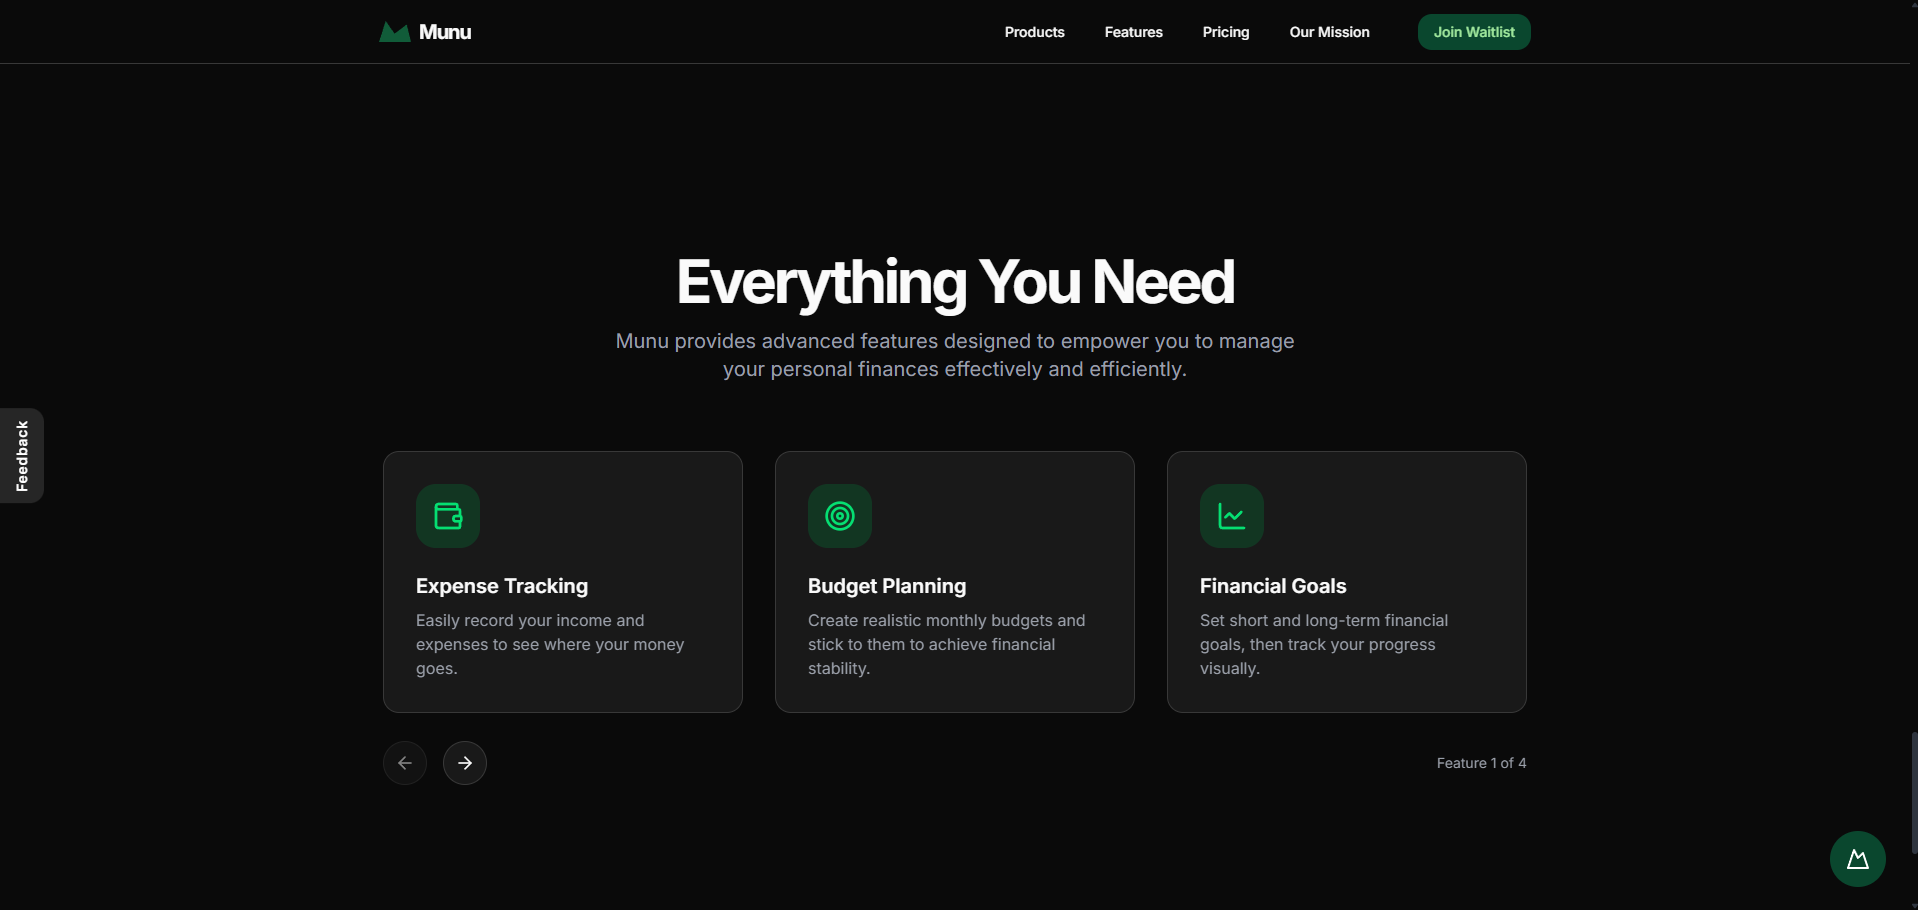 Munu
Products
Features
Pricing
Our Mission
Join Waitlist
Everything You Need
Munu provides advanced features designed to empower you to manage
your personal finances effectively and efficiently.
Feedback
Expense Tracking
Easily record your income and
expenses to see where your money
goes.
Budget Planning
Create realistic monthly budgets and
stick to them to achieve financial
stability.
Financial Goals
Set short and long-term financial
goals, then track your progress
visually.
Feature 1 of 4